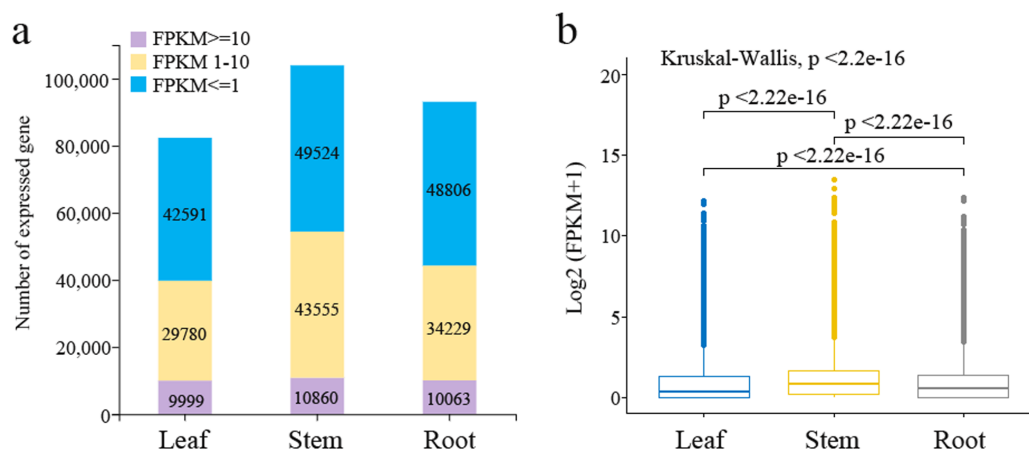 a
FPKM>=10
FPKM 1-10
FPKM<=1
Number of expressed gene
100,000
80,000
60,000
40,000
20,000
0
42591
29780
9999
49524
43555
10860
48806
34229
10063
Leaf
Stem
Root
b
Kruskal-Wallis, p <2.2e-16
p <2.22e-16
p <2.22e-16
p <2.22e-16
Log2 (FPKM+1)
20
15
10
5
0
Leaf
Stem
Root